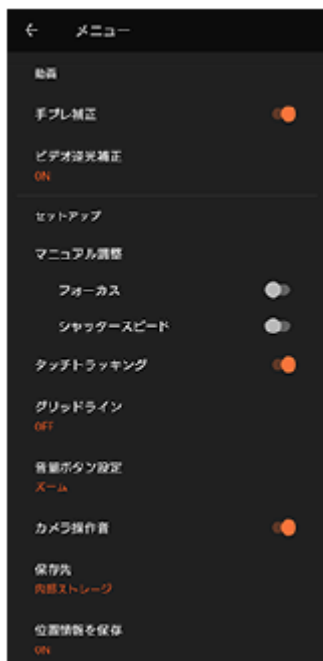 ← メニュー
動画
手ブレ補正
ビデオ逆光補正
ON
セットアップ
マニュアル調整
フォーカス
シャッタースピード
タッチトラッキング
グリッドライン
OFF
音量ボタン設定
ズーム
カメラ操作音
保存先
内部ストレージ
位置情報を保存
ON